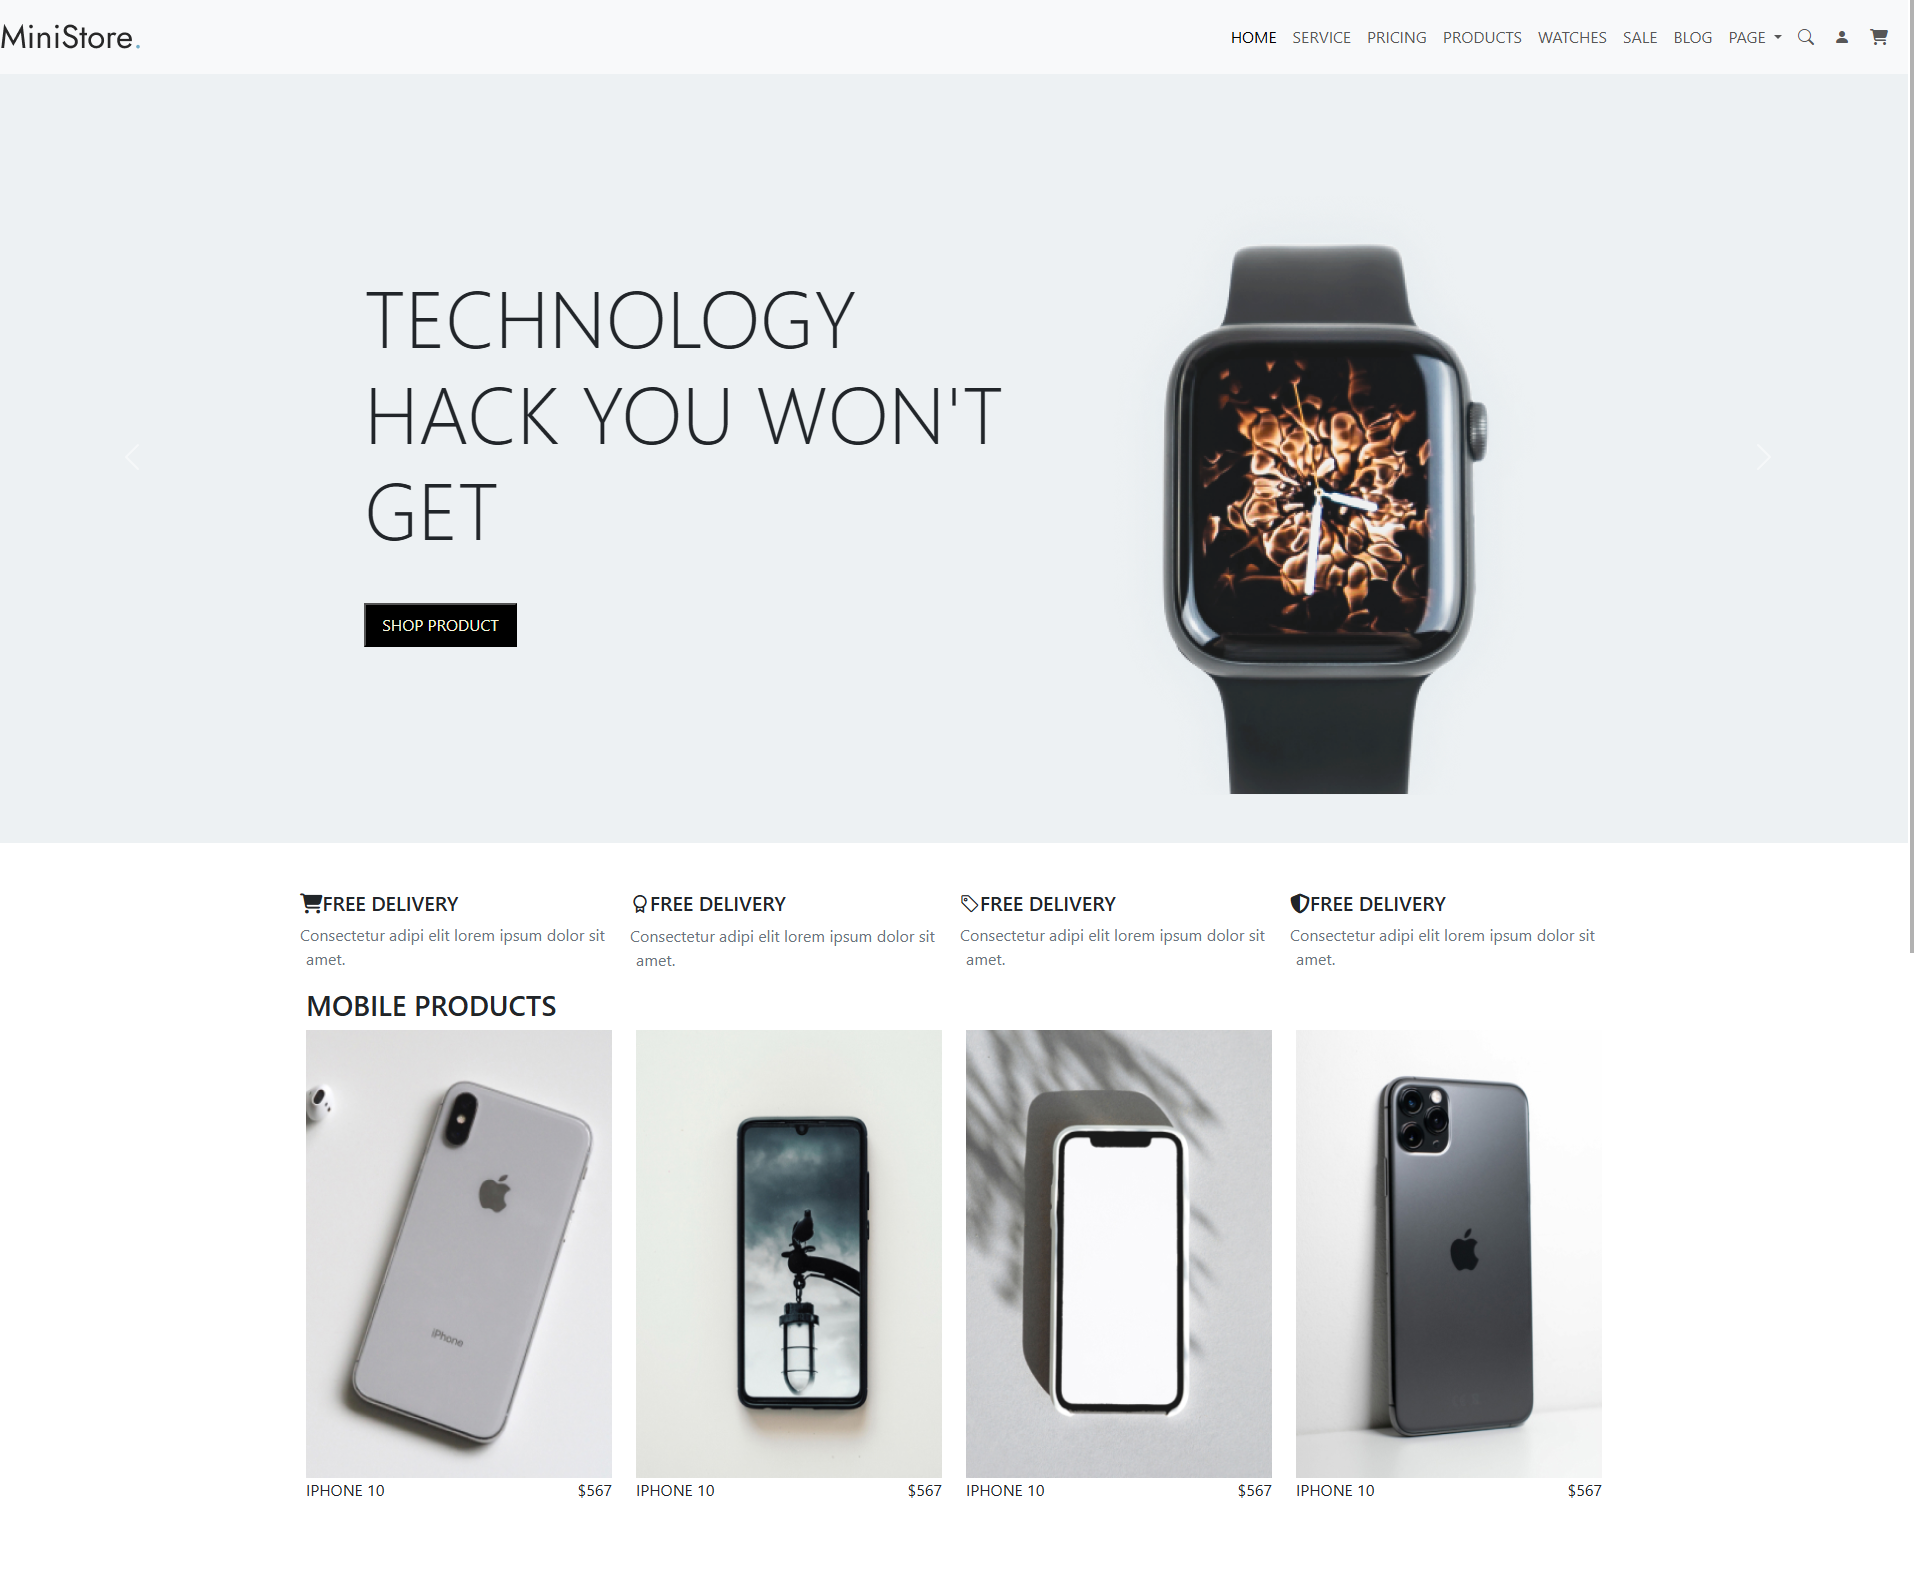 MiniStore.
HOME SERVICE PRICING PRODUCTS WATCHES SALE BLOG PAGE
TECHNOLOGY
HACK YOU WON'T
GET
SHOP PRODUCT
FREE DELIVERY
Consectetur adipi elit lorem ipsum dolor sit
amet.
FREE DELIVERY
Consectetur adipi elit lorem ipsum dolor sit
amet.
FREE DELIVERY
Consectetur adipi elit lorem ipsum dolor sit
amet.
FREE DELIVERY
Consectetur adipi elit lorem ipsum dolor sit
amet.
MOBILE PRODUCTS
iPhone
IPHONE 10 $567
IPHONE 10 $567
IPHONE 10 $567
IPHONE 10 $567